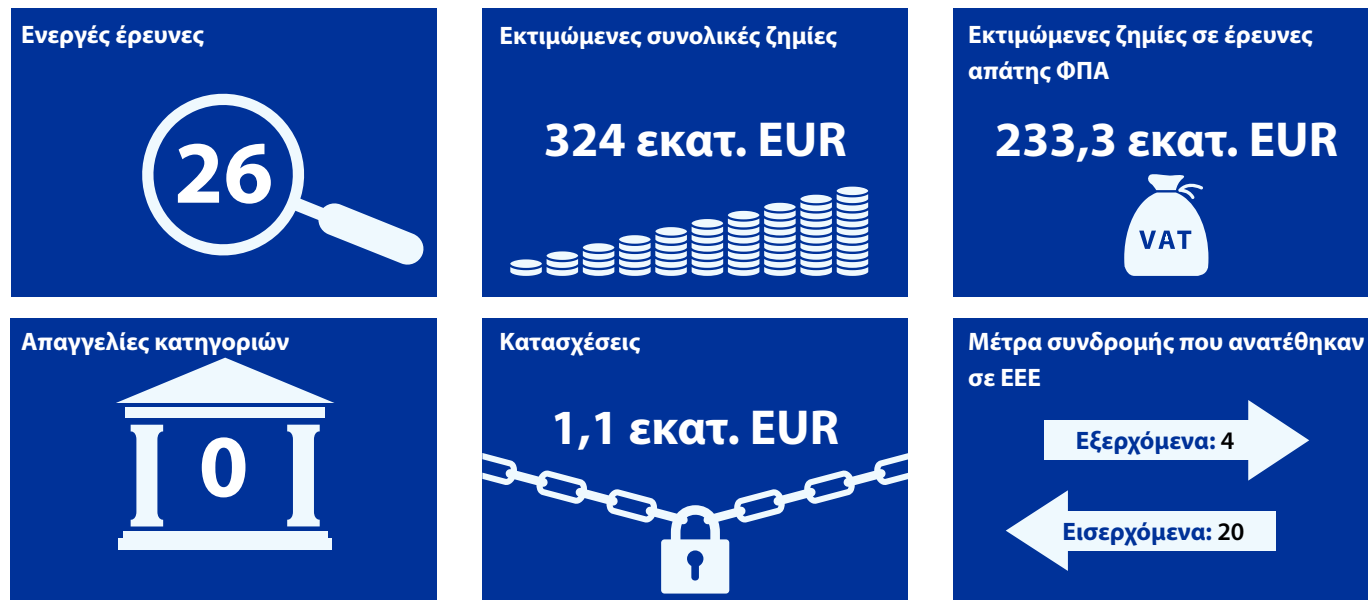 Ενεργές έρευνες
26
Εκτιμώμενες συνολικές ζημίες
324 εκατ. EUR
Εκτιμώμενες ζημίες σε έρευνες
απάτης ΦΠΑ
233,3 εκατ. EUR
VAT
Απαγγελίες κατηγοριών
0
Κατασχέσεις
1,1 εκατ. EUR
Μέτρα συνδρομής που ανατέθηκαν
σε ΕΕΕ
Εξερχόμενα: 4
Εισερχόμενα: 20